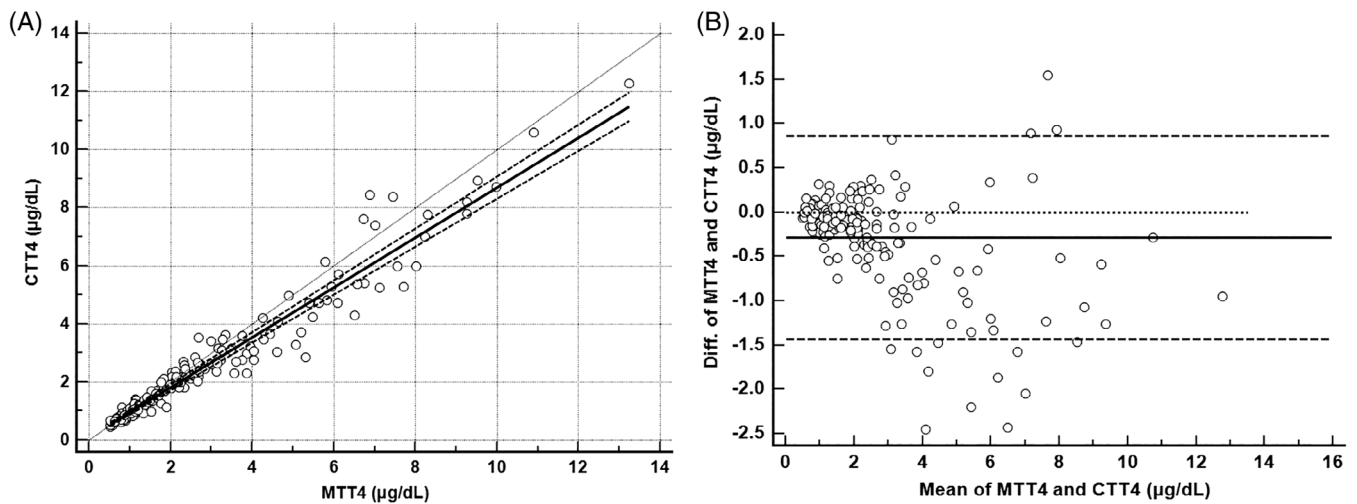 (A)
14
12
10
8
6
4
2
0
CTT4 (µg/dL)
0 2 4 6 8 10 12 14
MTT4 (µg/dL)
(B)
2.0
1.5
1.0
0.5
0.0
-0.5
-1.0
-1.5
-2.0
-2.5
Diff. of MTT4 and CTT4 (µg/dL)
0 2 4 6 8 10 12 14 16
Mean of MTT4 and CTT4 (µg/dL)